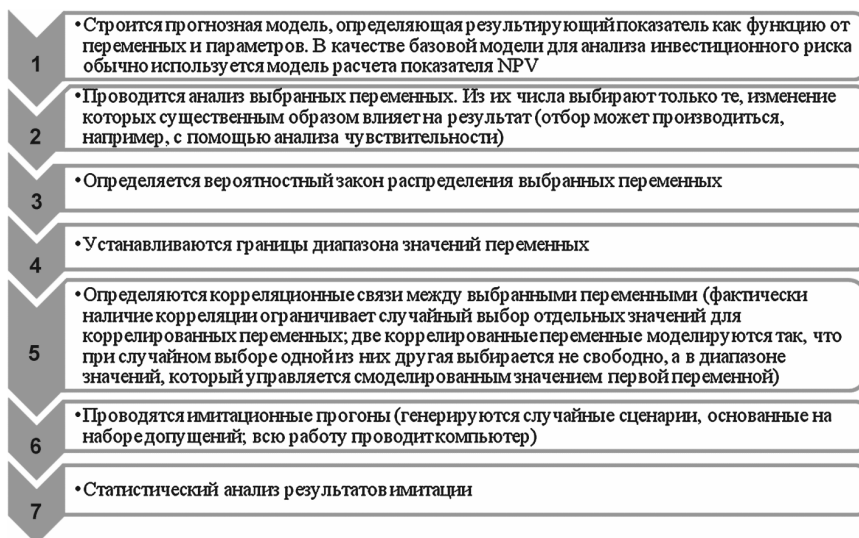 1
•Строится прогнозная модель, определяющая результирующий показатель как функцию от
переменных и параметров. В качестве базовой модели для анализа инвестиционного риска
обычно используется модель расчета показателя NPV
2
•Проводится анализ выбранных переменных. Из их числа выбирают только те, изменение
которых существенным образом влияет на результат (отбор может производиться,
например, с помощью анализа чувствительности)
3
•Определяется вероятностный закон распределения выбранных переменных
4
•Устанавливаются границы диапазона значений переменных
5
•Определяются корреляционные связи между выбранными переменными (фактически
наличие корреляции ограничивает случайный выбор отдельных значений для
коррелированных переменных; две коррелированные переменные моделируются так, что
при случайном выборе одной из них другая выбирается не свободно, а в диапазоне
значений, который управляется смоделированным значением первой переменной)
6
•Проводятся имитационные прогоны (генерируются случайные сценарии, основанные на
наборе допущений; всю работу проводит компьютер)
7
•Статистический анализ результатов имитации